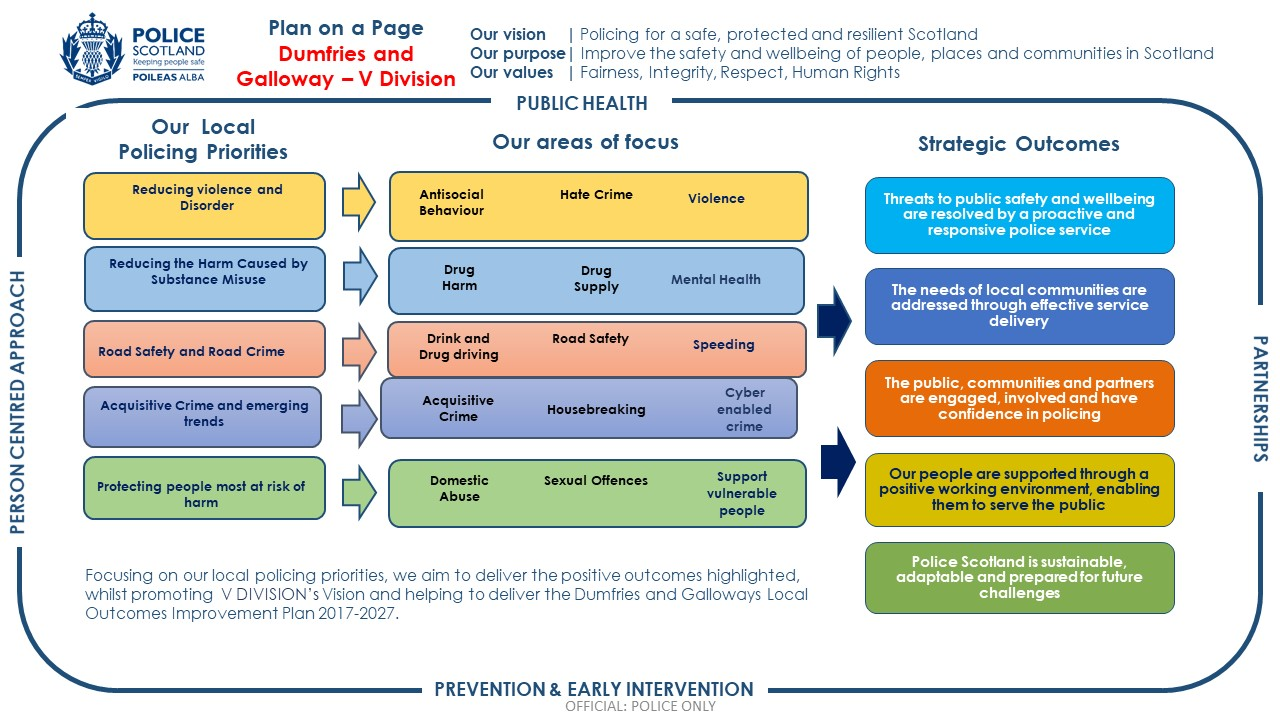 POLICE
SCOTLAND
Keeping people safe
POILEAS ALBA
SEMPER VIGILO
Plan on a Page
Dumfries and
Galloway – V Division
Our vision | Policing for a safe, protected and resilient Scotland
Our purpose | Improve the safety and wellbeing of people, places and communities in Scotland
Our values | Fairness, Integrity, Respect, Human Rights
PUBLIC HEALTH
PERSON CENTRED APPROACH
Our Local
Policing Priorities
Reducing violence and
Disorder
Reducing the Harm Caused by
Substance Misuse
Road Safety and Road Crime
Acquisitive Crime and emerging
trends
Protecting people most at risk of
harm
Our areas of focus
Antisocial
Behaviour
Hate Crime
Violence
Drug
Harm
Drug
Supply
Mental Health
Drink and
Drug driving
Road Safety
Speeding
Acquisitive
Crime
Housebreaking
Cyber
enabled
crime
Domestic
Abuse
Sexual Offences
Support
vulnerable
people
Strategic Outcomes
Threats to public safety and wellbeing
are resolved by a proactive and
responsive police service
The needs of local communities are
addressed through effective service
delivery
The public, communities and partners
are engaged, involved and have
confidence in policing
Our people are supported through a
positive working environment, enabling
them to serve the public
Police Scotland is sustainable,
adaptable and prepared for future
challenges
PARTNERSHIPS
Focusing on our local policing priorities, we aim to deliver the positive outcomes highlighted,
whilst promoting V DIVISION's Vision and helping to deliver the Dumfries and Galloways Local
Outcomes Improvement Plan 2017-2027.
PREVENTION & EARLY INTERVENTION
OFFICIAL: POLICE ONLY